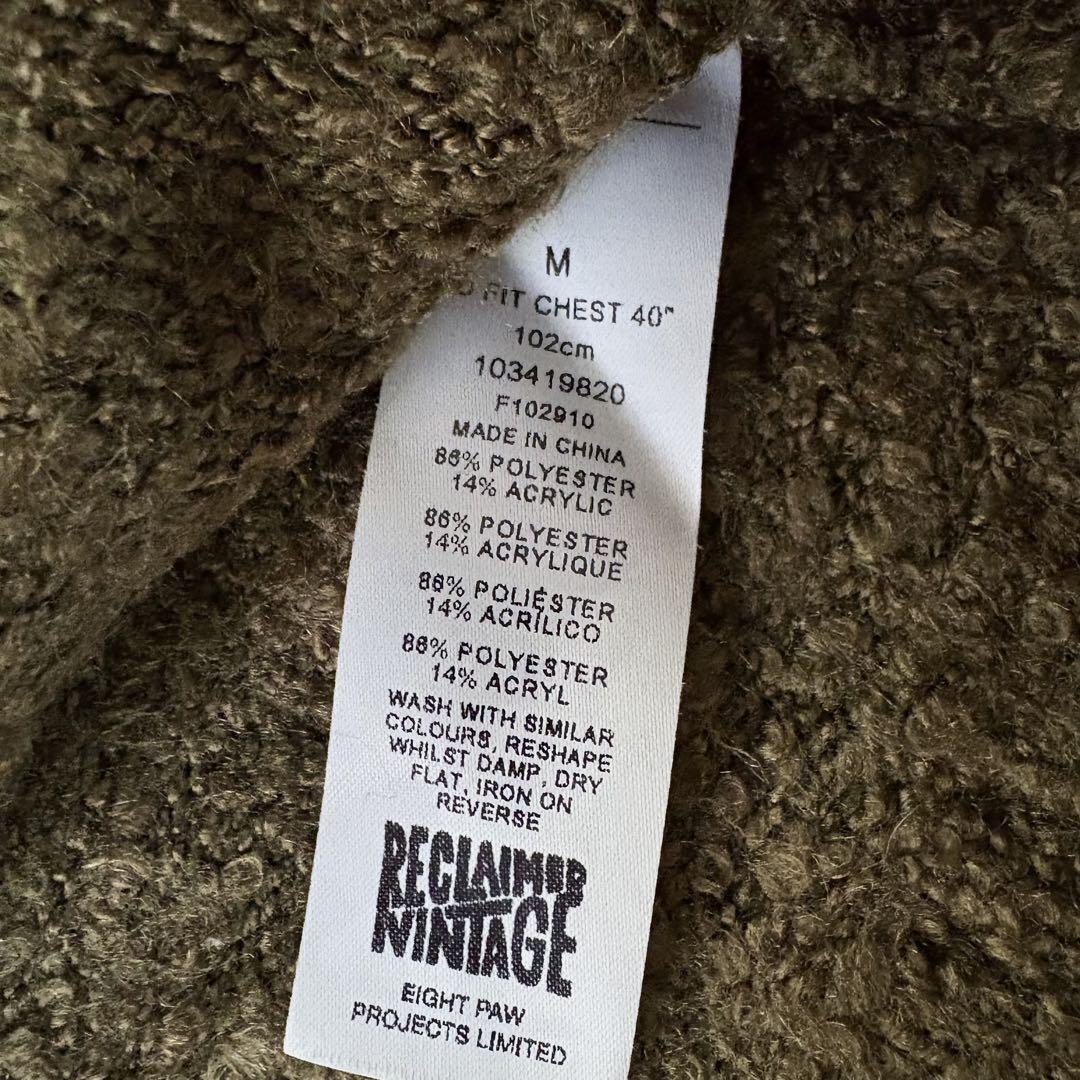 M
FIT CHEST 40"
102cm
103419820
F102910
MADE IN CHINA
86% POLYESTER
14% ACRYLIC
86% POLYESTER
14% ACRYLIQUE
86% POLIÉSTER
14% ACRÍLICO
86% POLYESTER
14% ACRYL
WASH WITH SIMILAR
COLOURS, RESHAPE
WHILST DAMP, DRY
FLAT, IRON ON
REVERSE
RECLAIMED
VINTAGE
EIGHT PAW
PROJECTS LIMITED